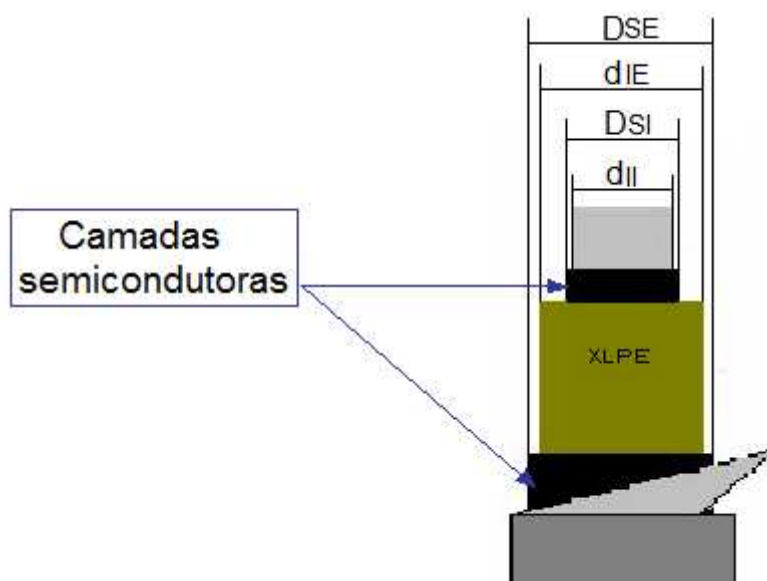 DSE
dIE
DSI
dII
Camadas
semicondutoras
XLPE